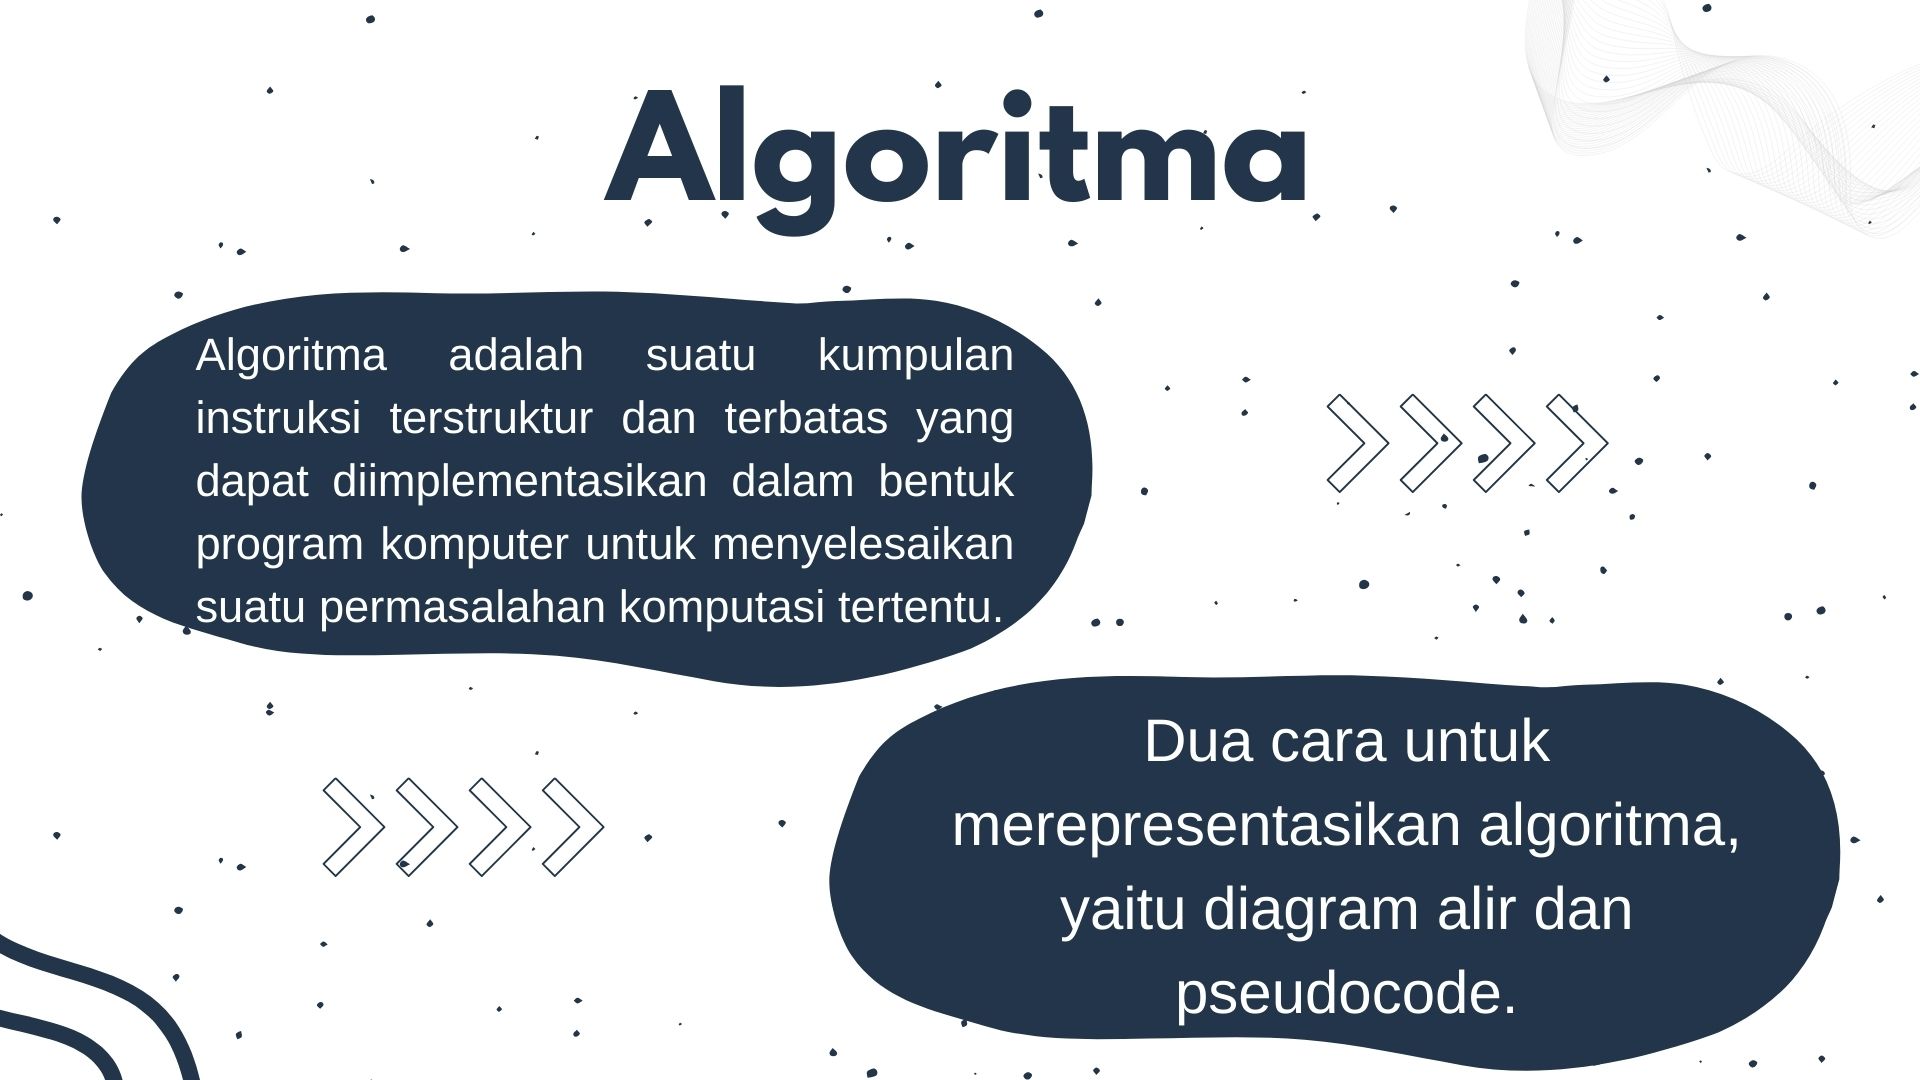 Algoritma
Algoritma adalah suatu kumpulan
instruksi terstruktur dan terbatas yang
dapat diimplementasikan dalam bentuk
program komputer untuk menyelesaikan
suatu permasalahan komputasi tertentu.
Dua cara untuk
merepresentasikan algoritma,
yaitu diagram alir dan
pseudocode.